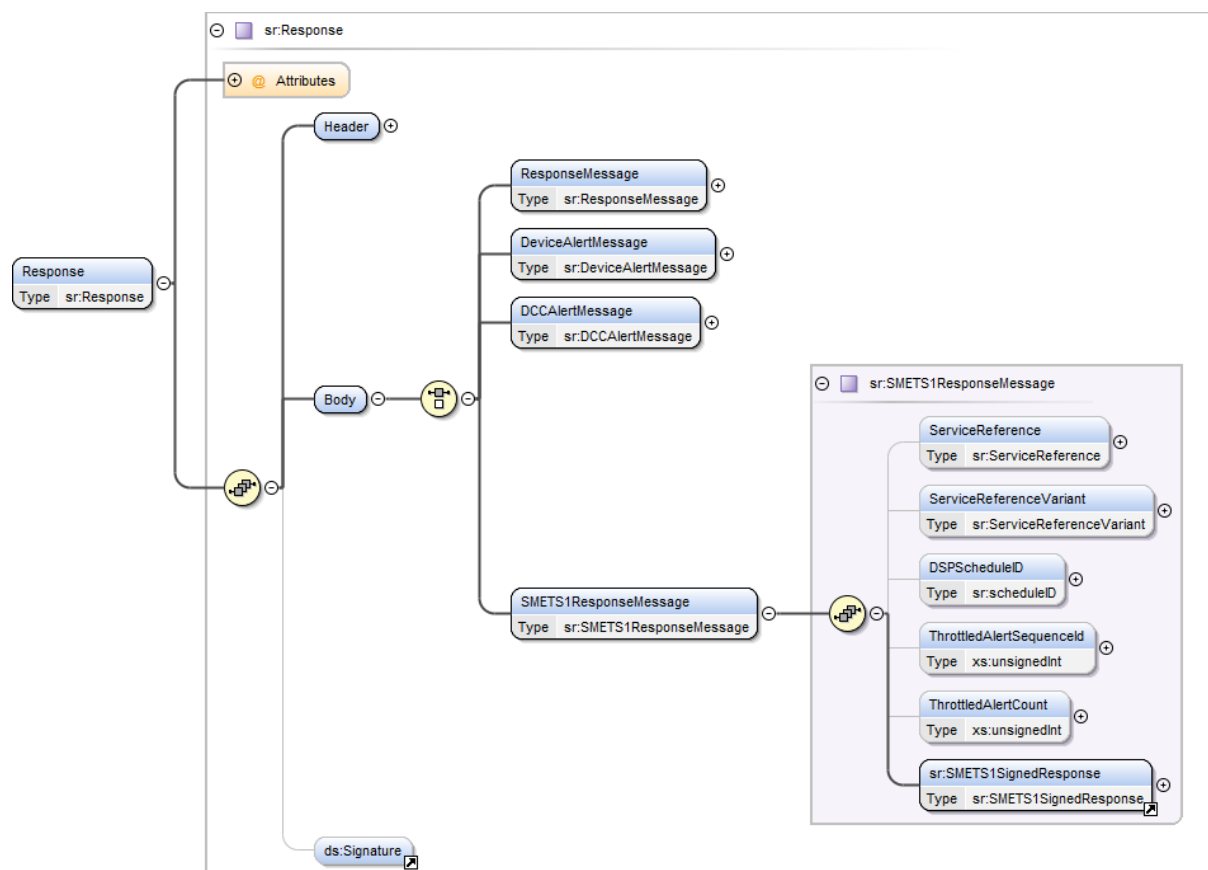 sr:Response
@ Attributes
Header
ResponseMessage
Type sr:ResponseMessage
DeviceAlertMessage
Type sr:DeviceAlertMessage
Response
Type sr:Response
DCCAlertMessage
Type sr:DCCAlertMessage
Body
sr:SMETS1ResponseMessage
ServiceReference
Type sr:ServiceReference
ServiceReferenceVariant
Type sr:ServiceReferenceVariant
DSPScheduleID
Type sr:scheduleID
SMETS1ResponseMessage
Type sr:SMETS1ResponseMessage
ThrottledAlertSequenceId
Type xs:unsignedInt
ThrottledAlertCount
Type xs:unsignedInt
sr:SMETS1SignedResponse
Type sr:SMETS1SignedResponse
ds:Signature